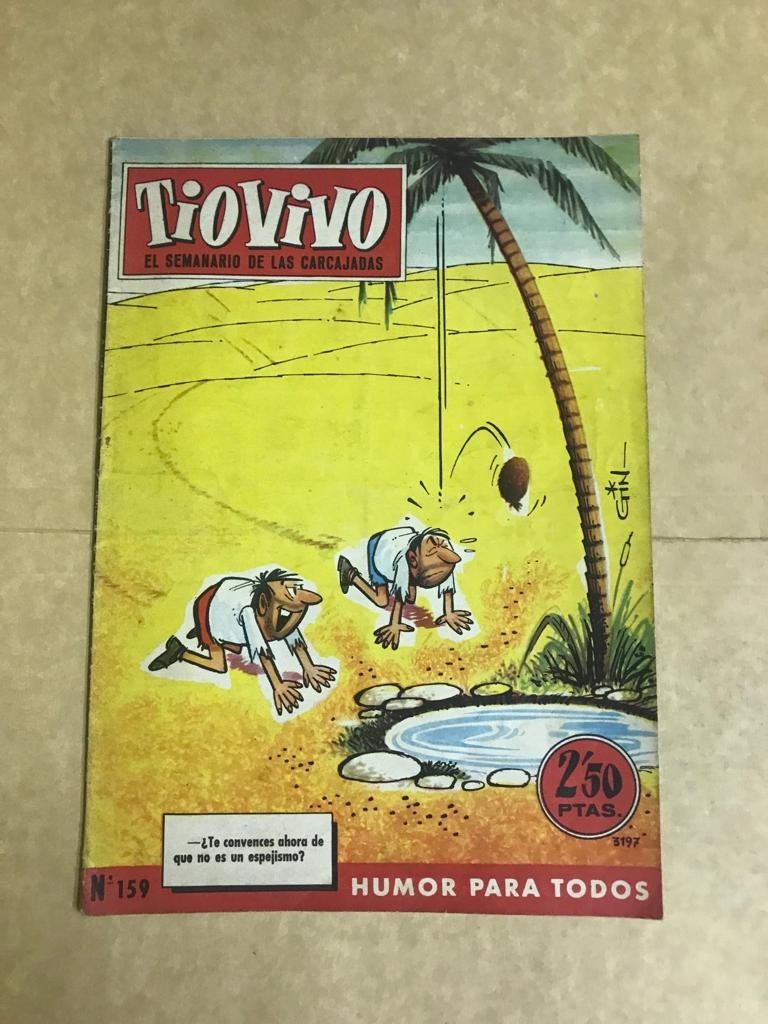 TIOVIVO
EL SEMANARIO DE LAS CARCAJADAS
GIN
2'50
PTAS.
3197
—¿Te convences ahora de
que no es un espejismo?
Nº 159
HUMOR PARA TODOS